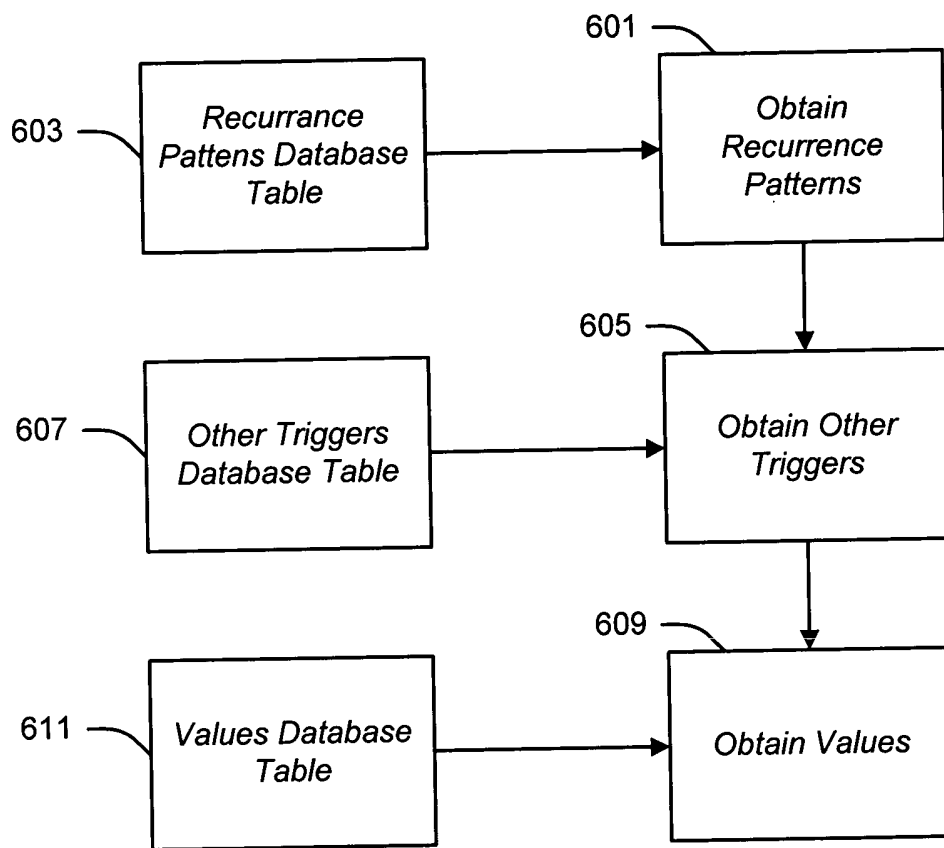 601
603
Recurrance
Pattens Database
Table
Obtain
Recurrence
Patterns
605
607
Other Triggers
Database Table
Obtain Other
Triggers
609
611
Values Database
Table
Obtain Values